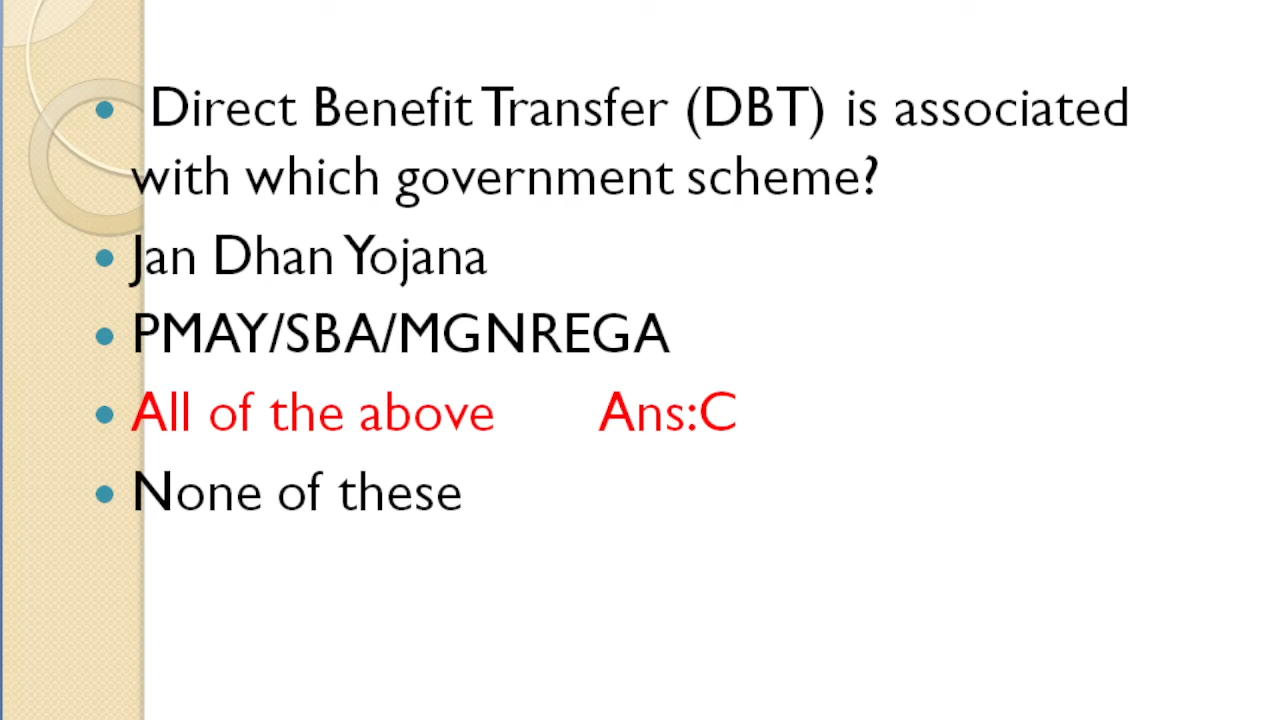 Direct Benefit Transfer (DBT) is associated
with which government scheme?
Jan Dhan Yojana
PMAY/SBA/MGNREGA
All of the above Ans:C
None of these